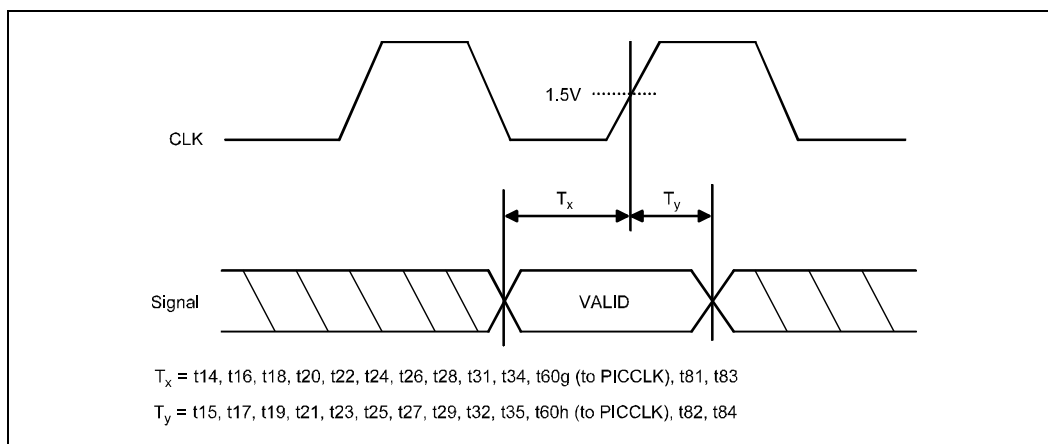 1.5V
CLK
Tx Ty
Signal VALID
Tx = t14, t16, t18, t20, t22, t24, t26, t28, t31, t34, t60g (to PICCLK), t81, t83
Ty = t15, t17, t19, t21, t23, t25, t27, t29, t32, t35, t60h (to PICCLK), t82, t84